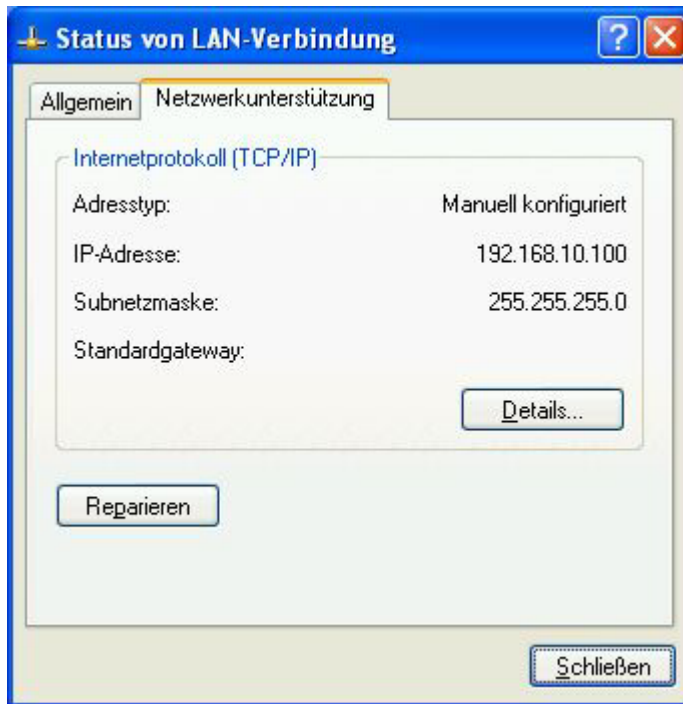 Status von LAN-Verbindung
Allgemein
Netzwerkunterstützung
Internetprotokoll (TCP/IP)
Adresstyp: Manuell konfiguriert
IP-Adresse: 192.168.10.100
Subnetzmaske: 255.255.255.0
Standardgateway:
Details...
Reparieren
Schließen